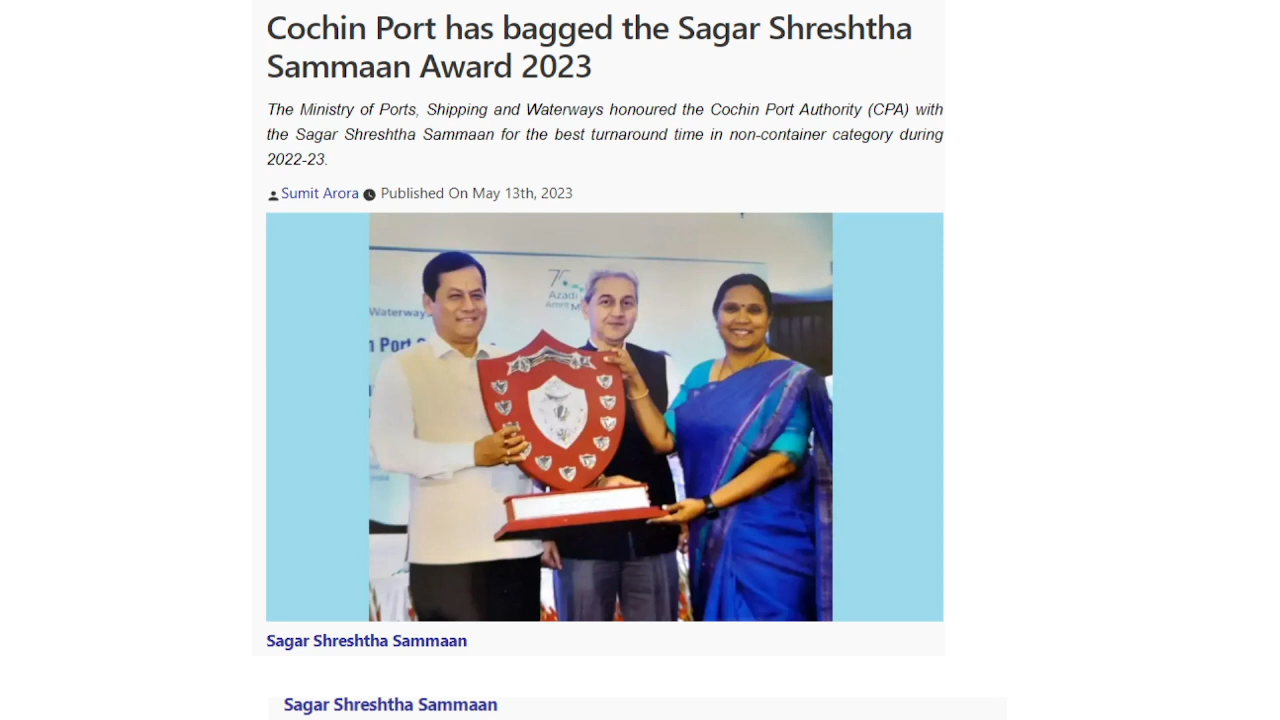 Cochin Port has bagged the Sagar Shreshtha
Sammaan Award 2023
The Ministry of Ports, Shipping and Waterways honoured the Cochin Port Authority (CPA) with
the Sagar Shreshtha Sammaan for the best turnaround time in non-container category during
2022-23.
Sumit Arora Published On May 13th, 2023
Azadi
Amrit M
Waterway
n Port
Sagar Shreshtha Sammaan
Sagar Shreshtha Sammaan